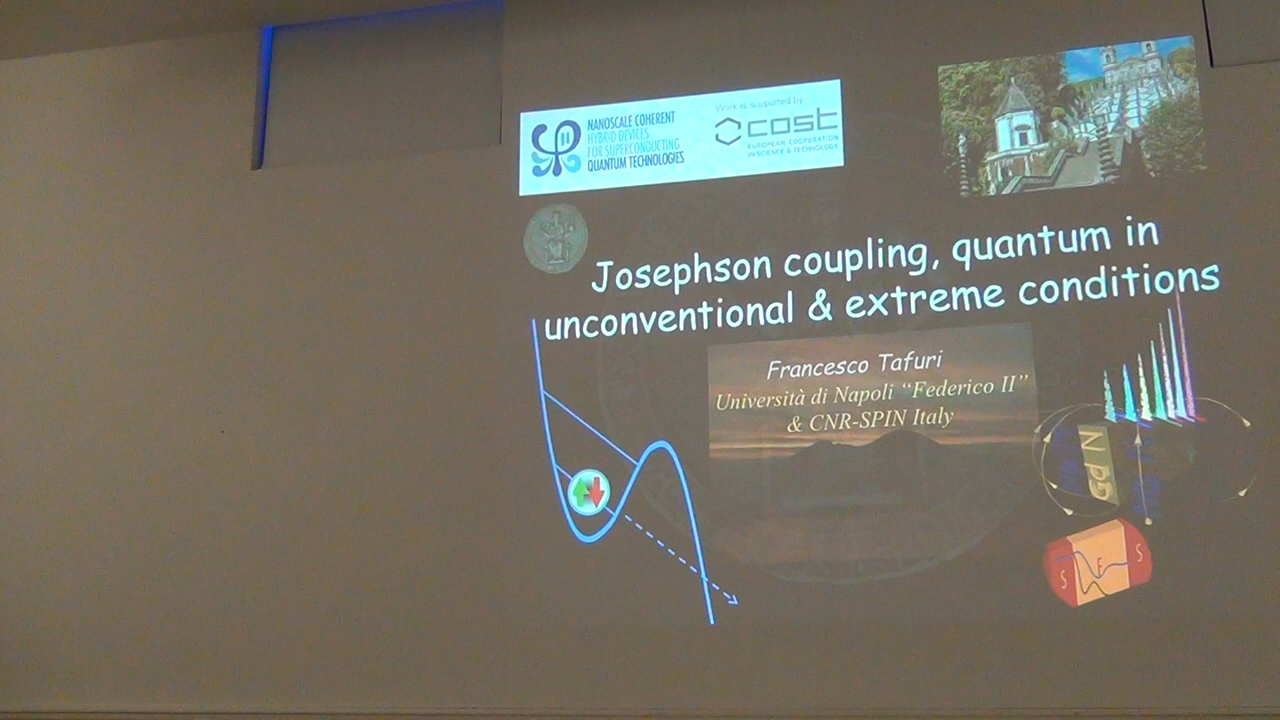 NANOSCALE COHERENT
HYBRID DEVICES
FOR SUPERCONDUCTING
QUANTUM TECHNOLOGIES
Work is supported by
cost
EUROPEAN COOPERATION
IN SCIENCE & TECHNOLOGY
Josephson coupling, quantum in
unconventional & extreme conditions
Francesco Tafuri
Università di Napoli “Federico II”
& CNR-SPIN Italy
Gd N
S F S